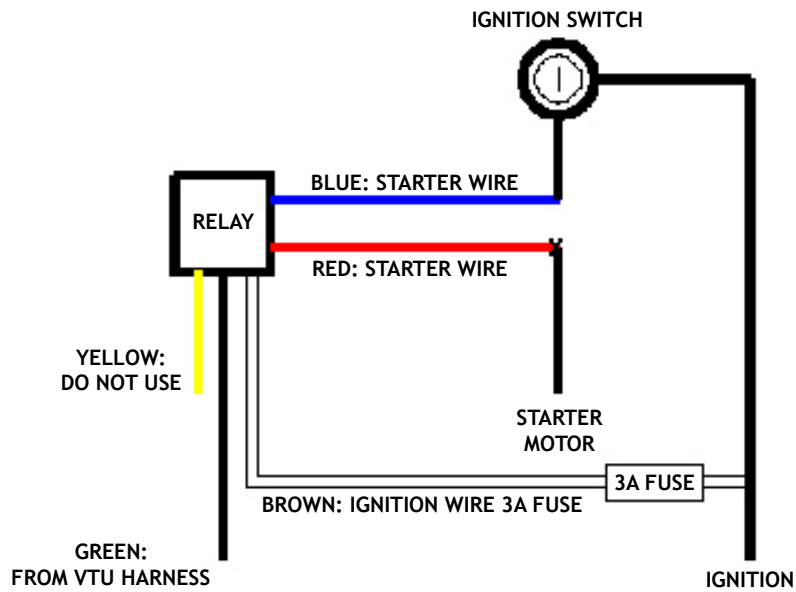 IGNITION SWITCH
BLUE: STARTER WIRE
RELAY
RED: STARTER WIRE
YELLOW:
DO NOT USE
STARTER
MOTOR
3A FUSE
BROWN: IGNITION WIRE 3A FUSE
GREEN:
FROM VTU HARNESS
IGNITION